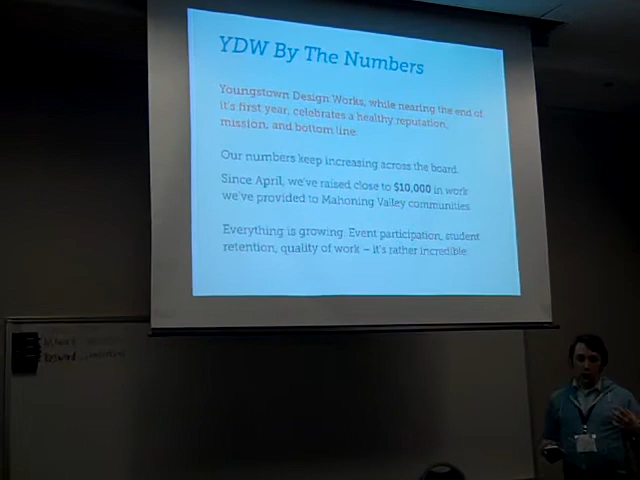 YDW By The Numbers
Youngstown Design Works, while nearing the end of
it's first year, celebrates a healthy reputation,
mission, and bottom line.
Our numbers keep increasing across the board.
Since April, we've raised close to $10,000 in work
we've provided to Mahoning Valley communities.
Everything is growing. Event participation, student
retention, quality of work – it's rather incredible.